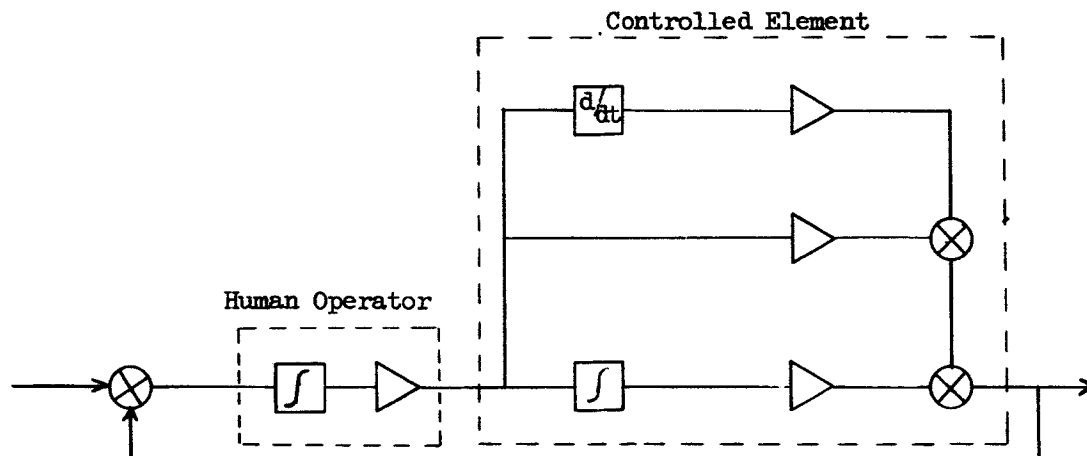 Controlled Element
d/dt
Human Operator
∫
∫